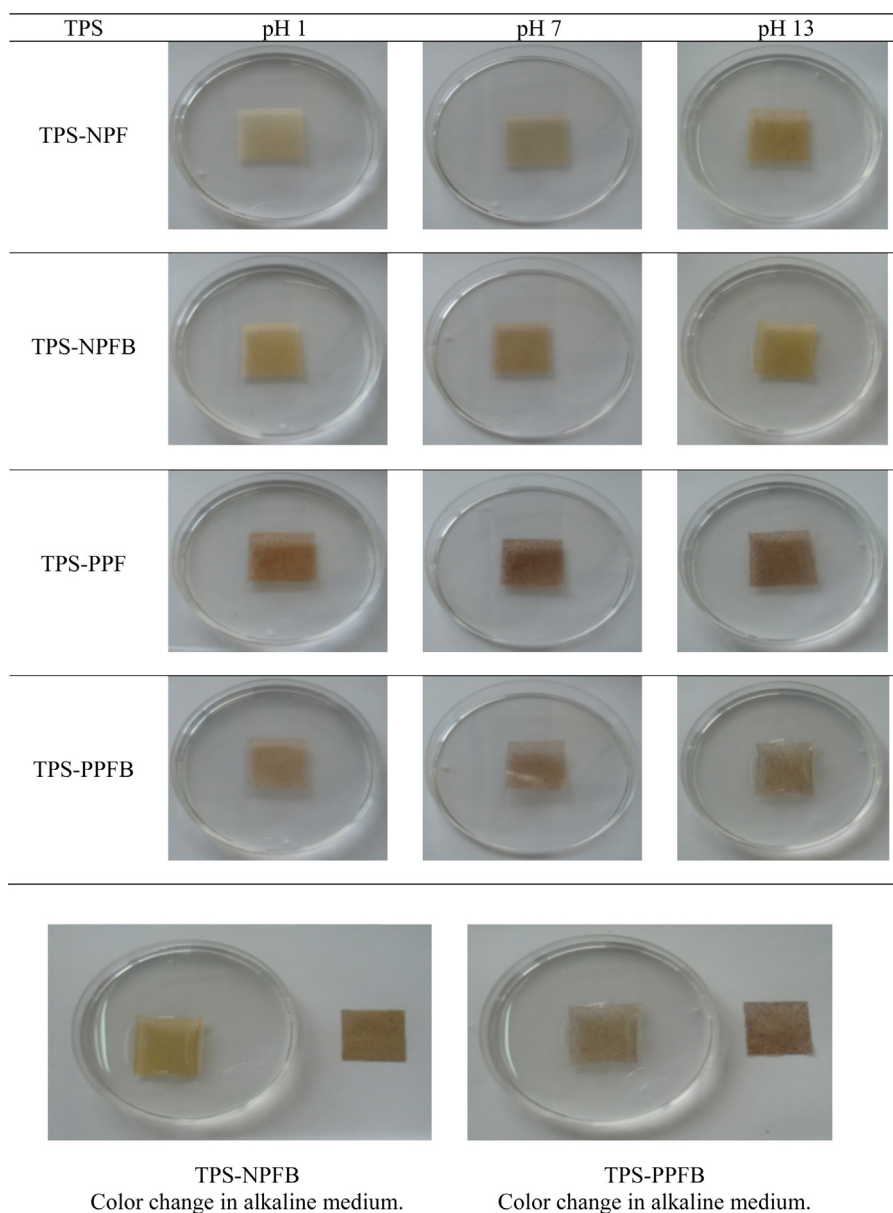 TPS pH 1 pH 7 pH 13
TPS-NPF
TPS-NPFB
TPS-PPF
TPS-PPFB
TPS-NPFB
Color change in alkaline medium.
TPS-PPFB
Color change in alkaline medium.